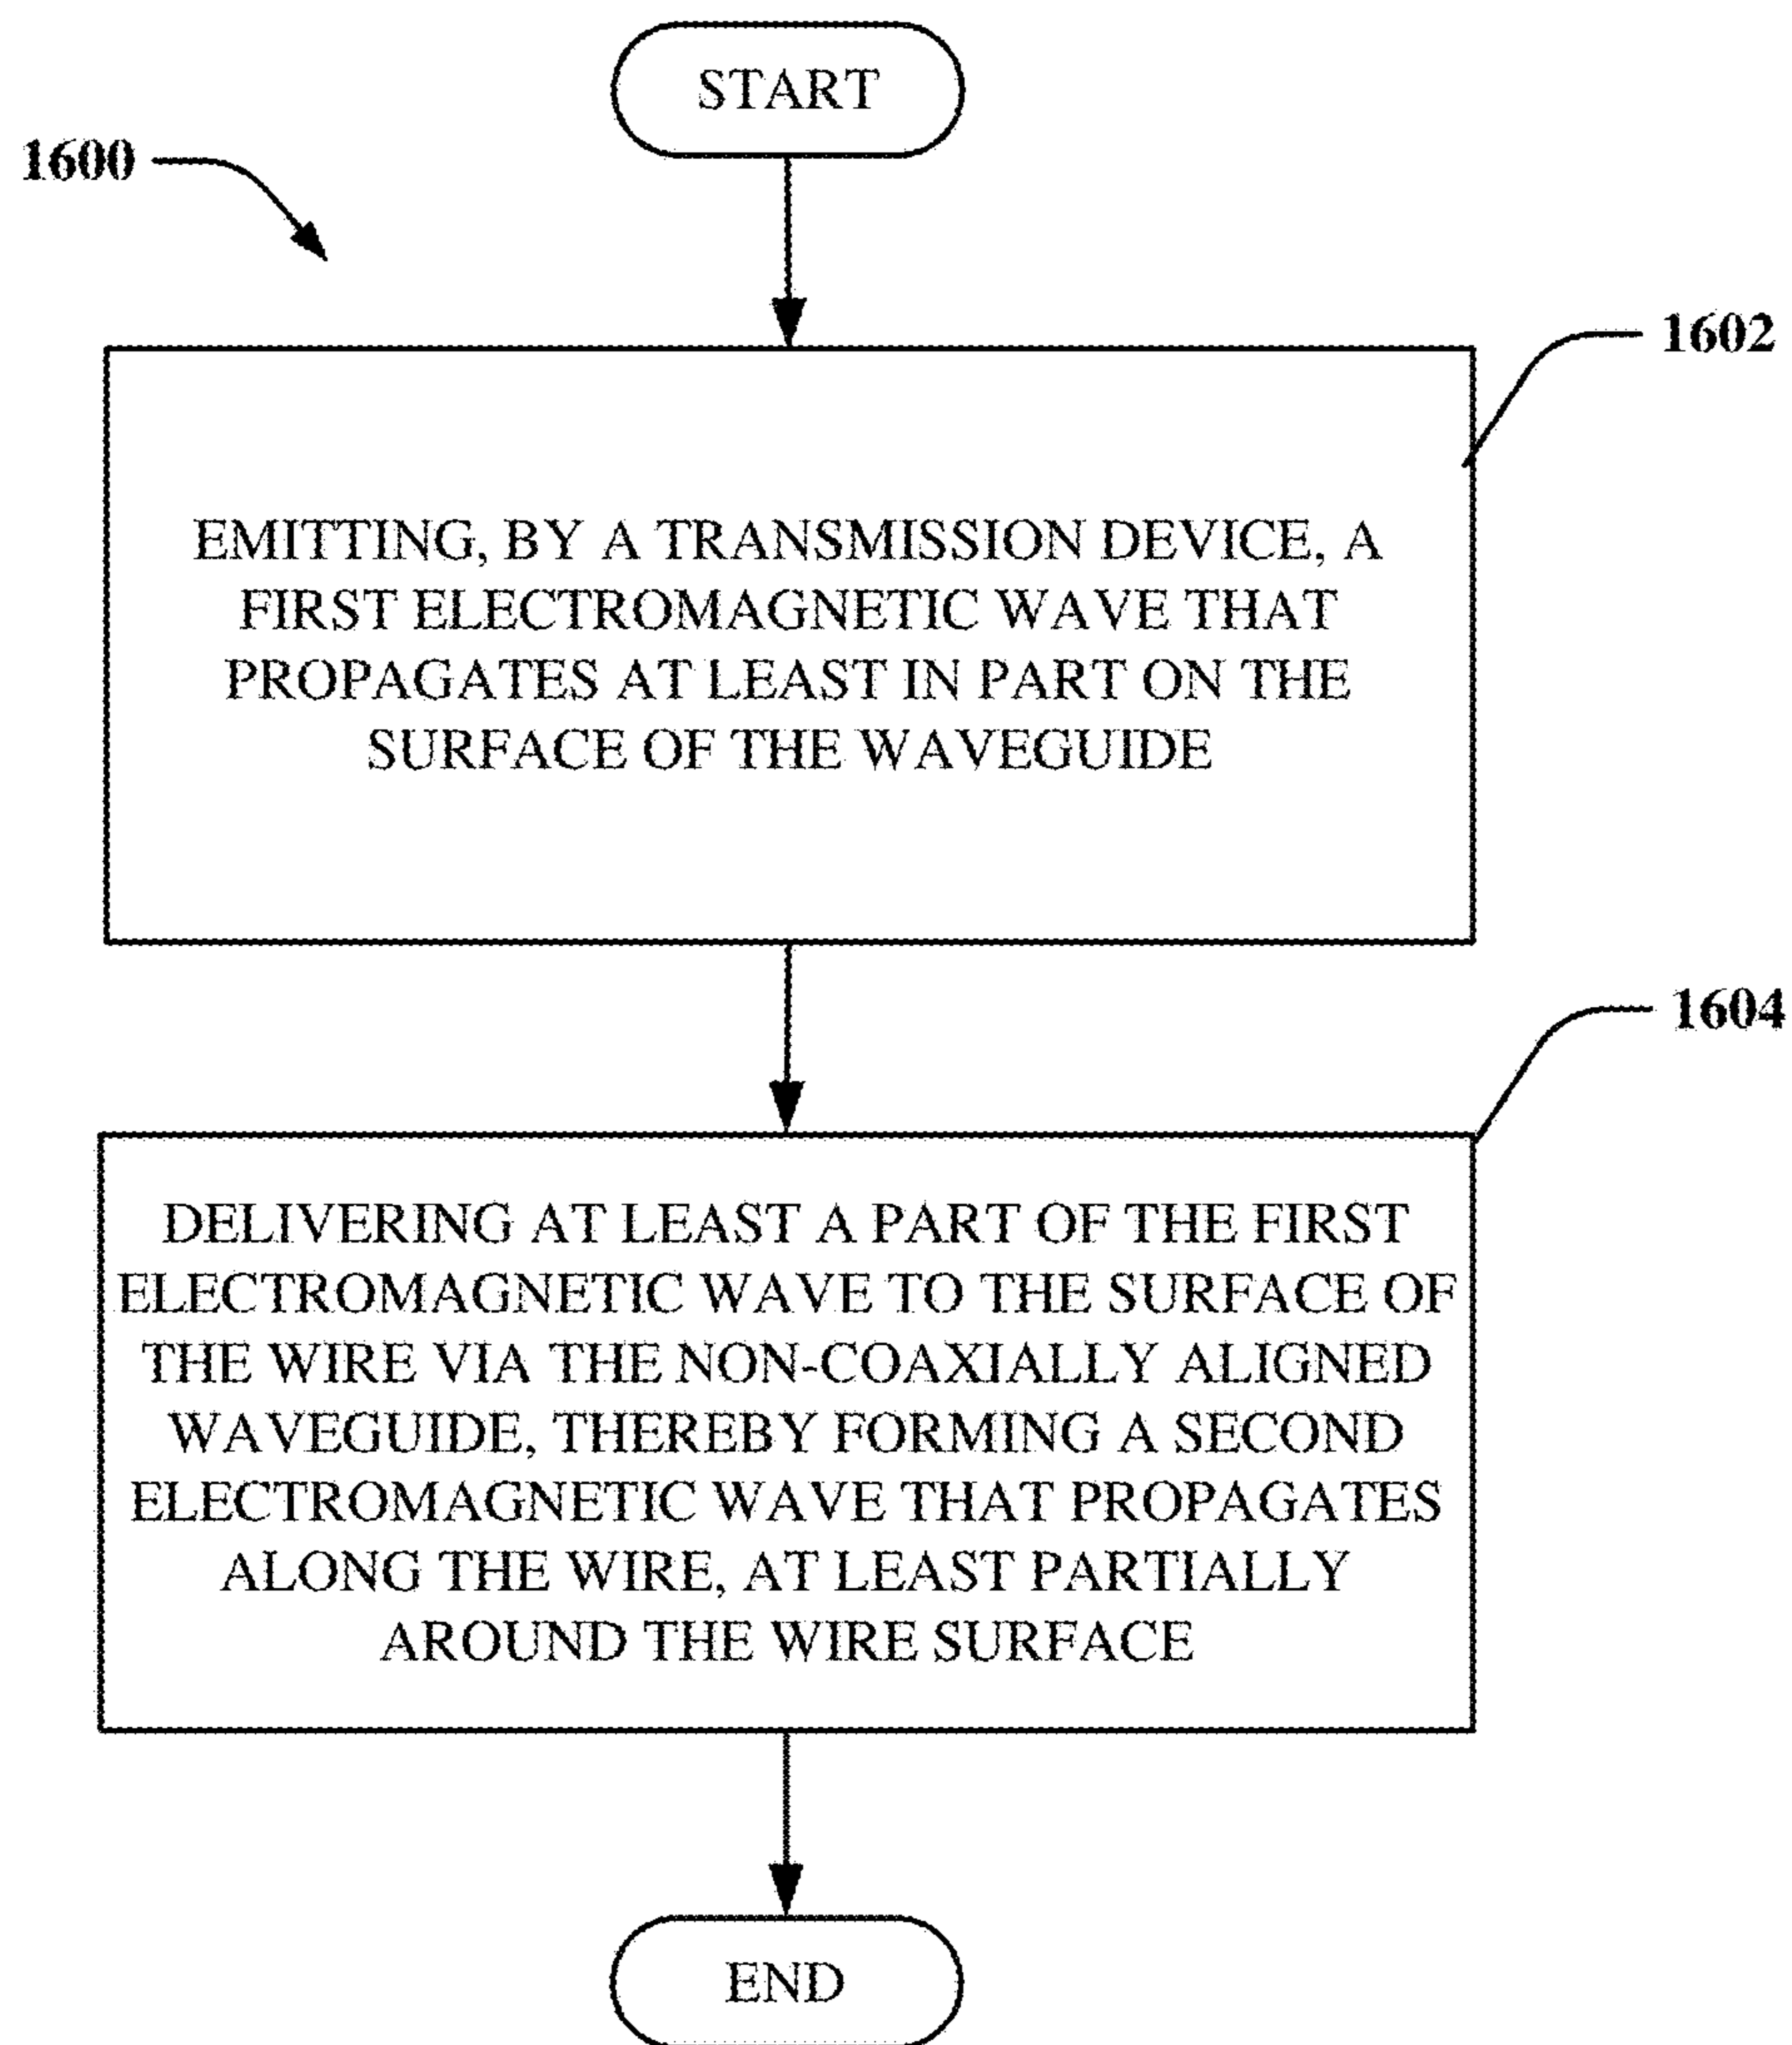 START
1600
1602
EMITTING, BY A TRANSMISSION DEVICE, A
FIRST ELECTROMAGNETIC WAVE THAT
PROPAGATES AT LEAST IN PART ON THE
SURFACE OF THE WAVEGUIDE
1604
DELIVERING AT LEAST A PART OF THE FIRST
ELECTROMAGNETIC WAVE TO THE SURFACE OF
THE WIRE VIA THE NON-COAXIALLY ALIGNED
WAVEGUIDE, THEREBY FORMING A SECOND
ELECTROMAGNETIC WAVE THAT PROPAGATES
ALONG THE WIRE, AT LEAST PARTIALLY
AROUND THE WIRE SURFACE
END